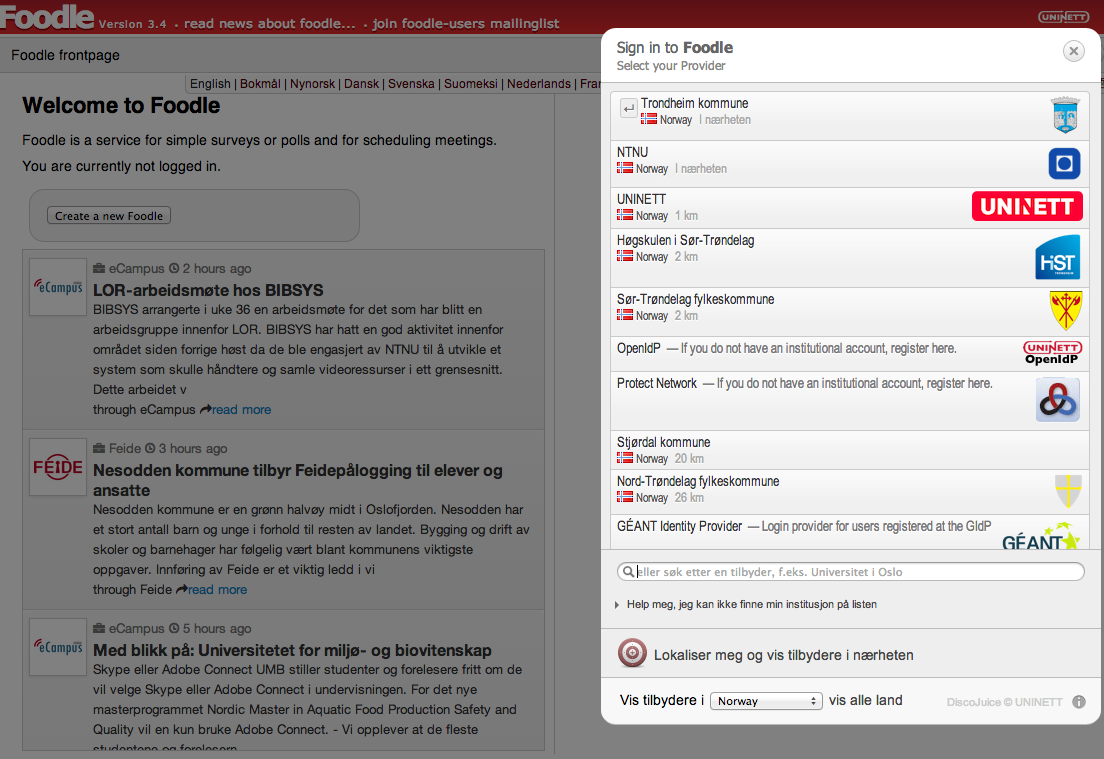 Foodle Version 3.4 . read news about foodle... . join foodle-users mailinglist
UNINETT
Foodle frontpage
English | Bokmål | Nynorsk | Dansk | Svenska | Suomeksi | Nederlands | Fran
Welcome to Foodle
Foodle is a service for simple surveys or polls and for scheduling meetings.
You are currently not logged in.
Create a new Foodle
eCampus
eCampus 2 hours ago
LOR-arbeidsmøte hos BIBSYS
BIBSYS arrangerte i uke 36 en arbeidsmøte for det som har blitt en
arbeidsgruppe innenfor LOR. BIBSYS har hatt en god aktivitet innenfor
området siden forrige høst da de ble engasjert av NTNU til å utvikle et
system som skulle håndtere og samle videoressurser i ett grensesnitt.
Dette arbeidet v
through eCampus read more
FEIDE
Feide 3 hours ago
Nesodden kommune tilbyr Feidepålogging til elever og
ansatte
Nesodden kommune er en grønn halvøy midt i Oslofjorden. Nesodden har
et stort antall barn og unge i forhold til resten av landet. Bygging og drift av
skoler og barnehager har følgelig vært blant kommunens viktigste
oppgaver. Innføring av Feide er et viktig ledd i vi
through Feide read more
eCampus
eCampus 5 hours ago
Med blikk på: Universitetet for miljø- og biovitenskap
Skype eller Adobe Connect UMB stiller studenter og forelesere fritt om de
vil velge Skype eller Adobe Connect i undervisningen. For det nye
masterprogrammet Nordic Master in Aquatic Food Production Safety and
Quality vil en kun bruke Adobe Connect. - Vi opplever at de fleste
studentene og forelesern
Sign in to Foodle
Select your Provider
Trondheim kommune
Norway I nærheten
NTNU
Norway I nærheten
UNINETT
Norway 1 km
UNINETT
Høgskulen i Sør-Trøndelag
Norway 2 km
HiST
TRONDHEIM
Sør-Trøndelag fylkeskommune
Norway 2 km
OpenIdP — If you do not have an institutional account, register here.
UNINETT
OpenIdP
Protect Network — If you do not have an institutional account, register here.
Stjørdal kommune
Norway 20 km
Nord-Trøndelag fylkeskommune
Norway 26 km
GÉANT Identity Provider — Login provider for users registered at the GIdP
GÉANT
eller søk etter en tilbyder, f.eks. Universitet i Oslo
Help meg, jeg kan ikke finne min institusjon på listen
Lokaliser meg og vis tilbydere i nærheten
Vis tilbydere i Norway vis alle land
DiscoJuice © UNINETT